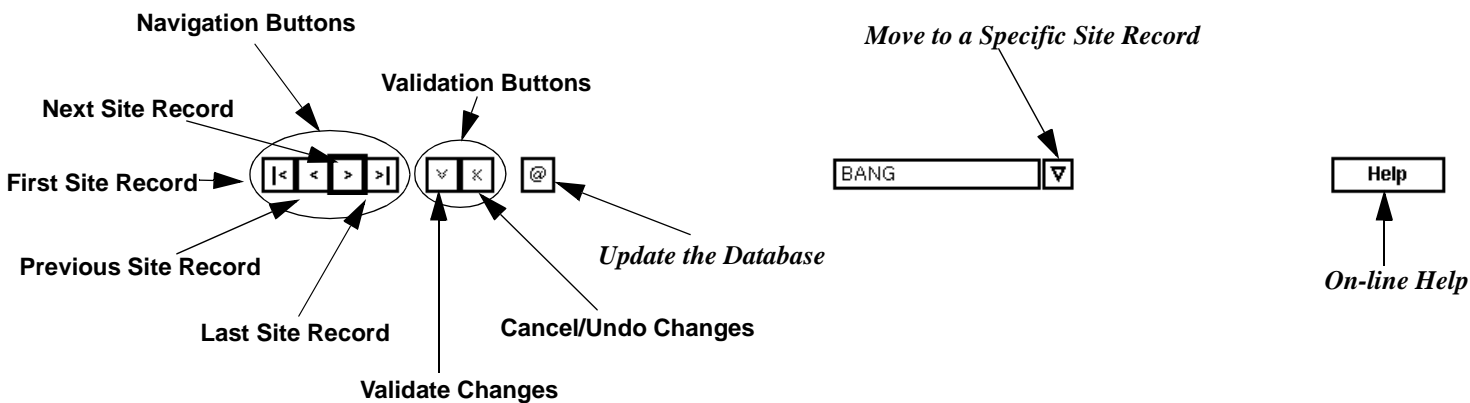 Navigation Buttons
Move to a Specific Site Record
Validation Buttons
Next Site Record
First Site Record
|< < > >|
@
BANG
Help
Previous Site Record
Update the Database
On-line Help
Last Site Record
Cancel/Undo Changes
Validate Changes